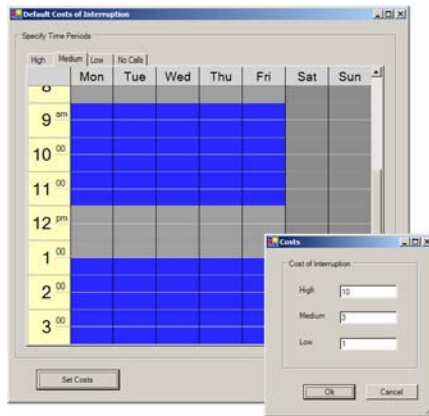 Default Costs of Interruption
Specify Time Periods
High Medium Low No Calls
Mon Tue Wed Thu Fri Sat Sun
8
9 am
10 00
11 00
12 pm
1 00
2 00
3 00
Set Costs
Costs
Cost of Interruption
High 10
Medium 3
Low 1
Ok Cancel